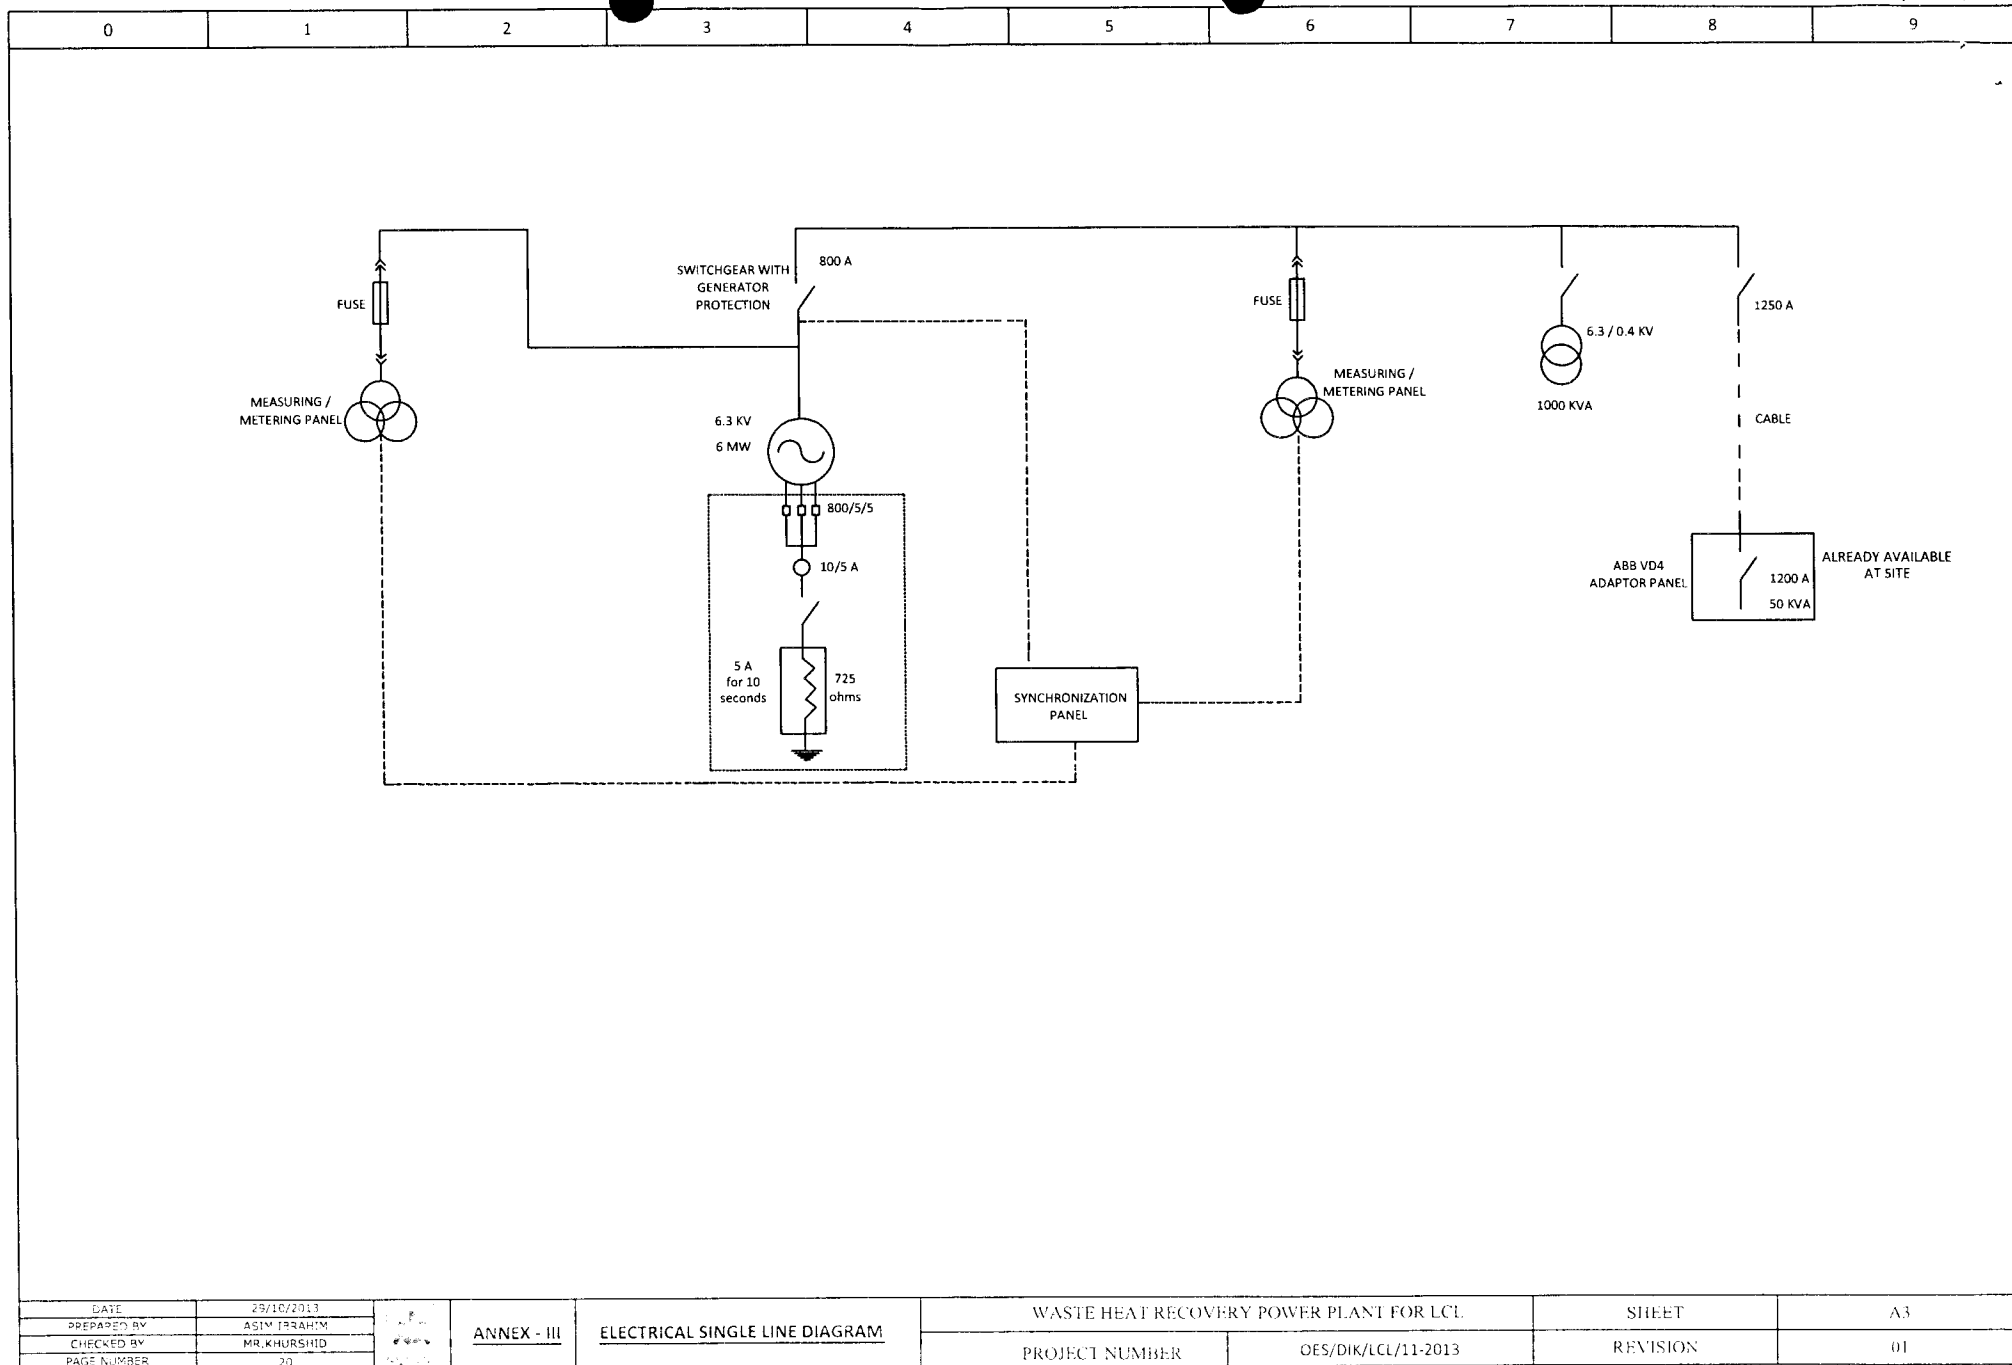 0 1 2 3 4 5 6 7 8 9
800 A
SWITCHGEAR WITH
GENERATOR
PROTECTION
FUSE
FUSE
1250 A
6.3 / 0.4 KV
MEASURING /
METERING PANEL
MEASURING /
METERING PANEL
1000 KVA
CABLE
6.3 KV
6 MW
800/5/5
10/5 A
ABB VD4
ADAPTOR PANEL
1200 A
50 KVA
ALREADY AVAILABLE
AT SITE
5 A
for 10
seconds
725
ohms
SYNCHRONIZATION
PANEL
DATE 29/10/2013
PREPARED BY ASIM IBRAHIM
CHECKED BY MR.KHURSHID
PAGE NUMBER 20
ANNEX - III
ELECTRICAL SINGLE LINE DIAGRAM
WASTE HEAT RECOVERY POWER PLANT FOR LCL
PROJECT NUMBER OES/DIK/LCL/11-2013
SHEET A3
REVISION 01